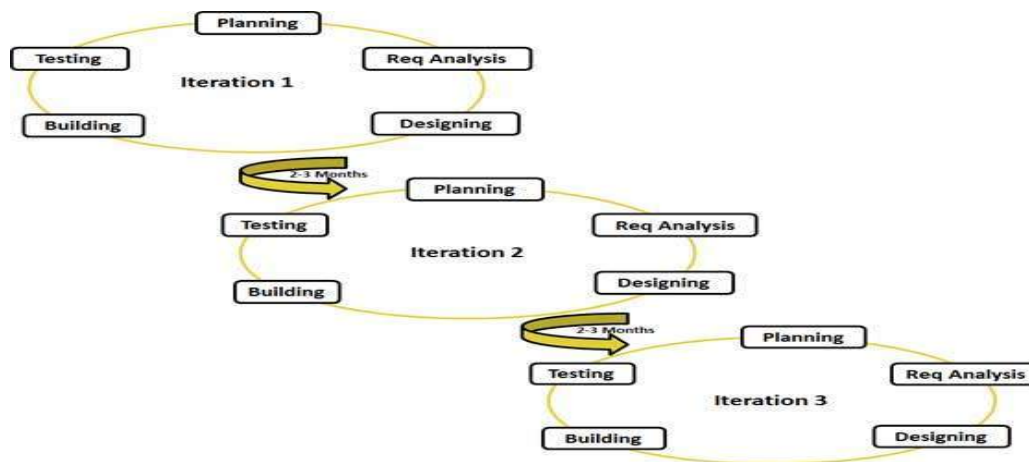 Planning
Testing
Req Analysis
Iteration 1
Building
Designing
2-3 Months
Planning
Testing
Req Analysis
Iteration 2
Building
Designing
2-3 Months
Planning
Testing
Req Analysis
Iteration 3
Building
Designing